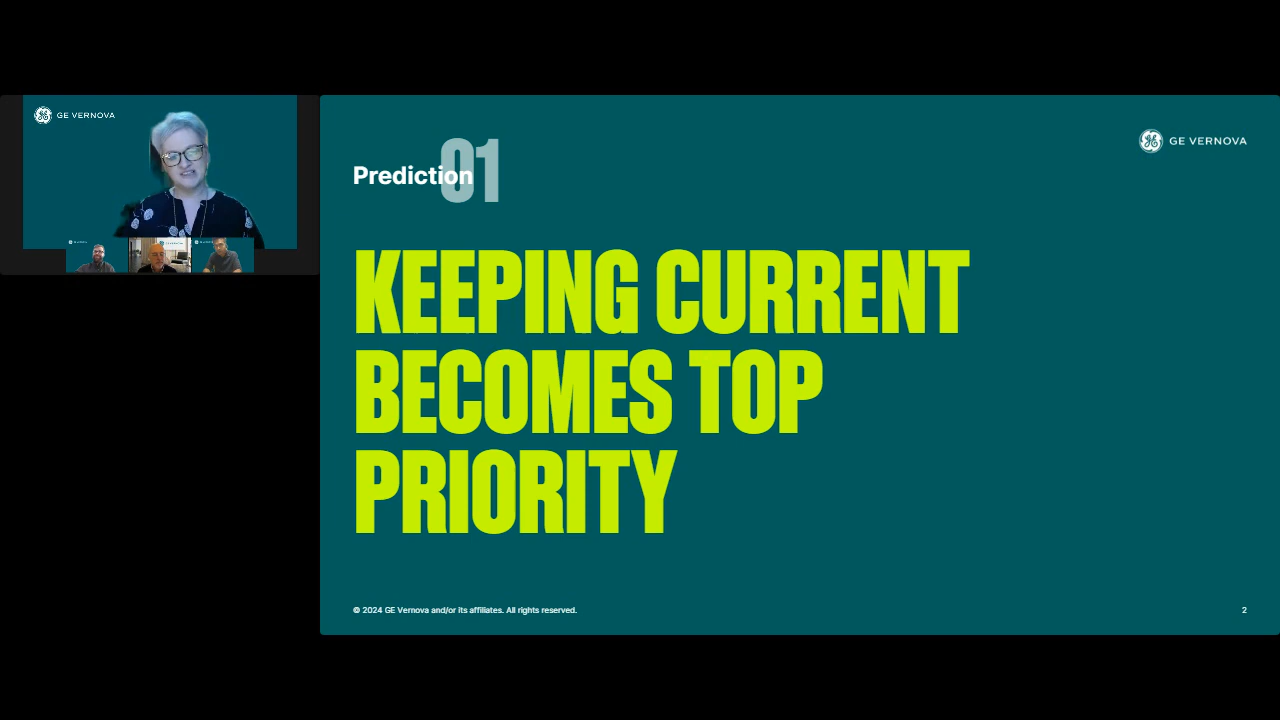 GE VERNOVA
GE VERNOVA
Prediction 01
KEEPING CURRENT
BECOMES TOP
PRIORITY
© 2024 GE Vernova and/or its affiliates. All rights reserved.
2